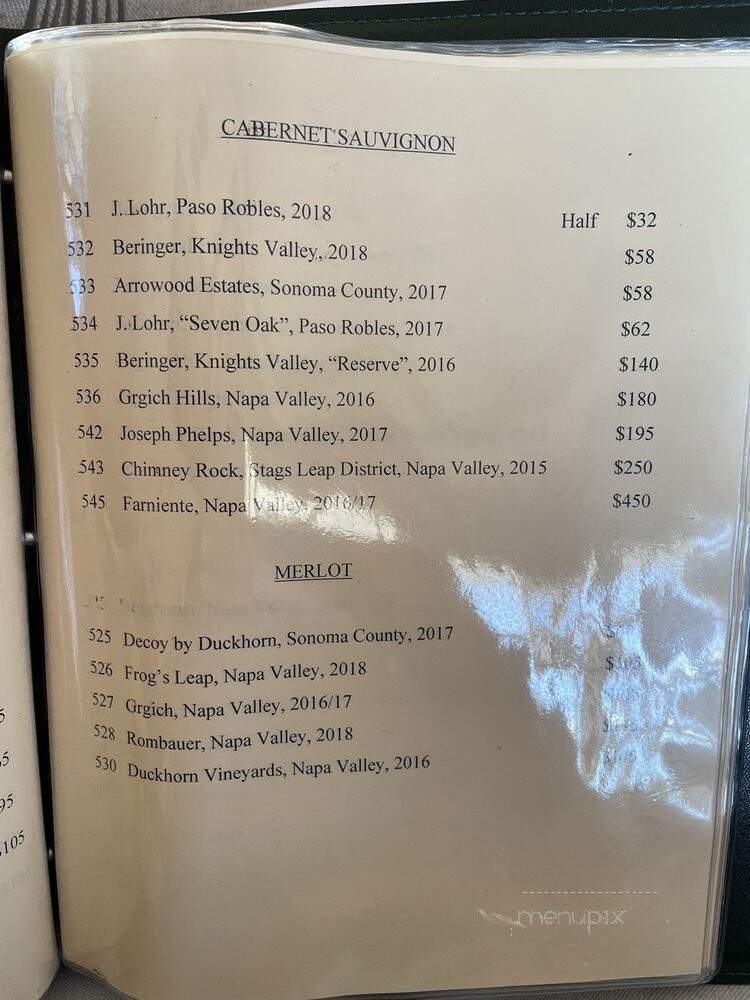 CABERNET SAUVIGNON
531 J. Lohr, Paso Robles, 2018 Half $32
532 Beringer, Knights Valley, 2018 $58
533 Arrowood Estates, Sonoma County, 2017 $58
534 J. Lohr, “Seven Oak”, Paso Robles, 2017 $62
535 Beringer, Knights Valley, “Reserve”, 2016 $140
536 Grgich Hills, Napa Valley, 2016 $180
542 Joseph Phelps, Napa Valley, 2017 $195
543 Chimney Rock, Stags Leap District, Napa Valley, 2015 $250
545 Farniente, Napa Valley, 2016/17 $450
MERLOT
525 Decoy by Duckhorn, Sonoma County, 2017
526 Frog’s Leap, Napa Valley, 2018 $103
527 Grgich, Napa Valley, 2016/17
528 Rombauer, Napa Valley, 2018
530 Duckhorn Vineyards, Napa Valley, 2016
5
95
$105
menupix